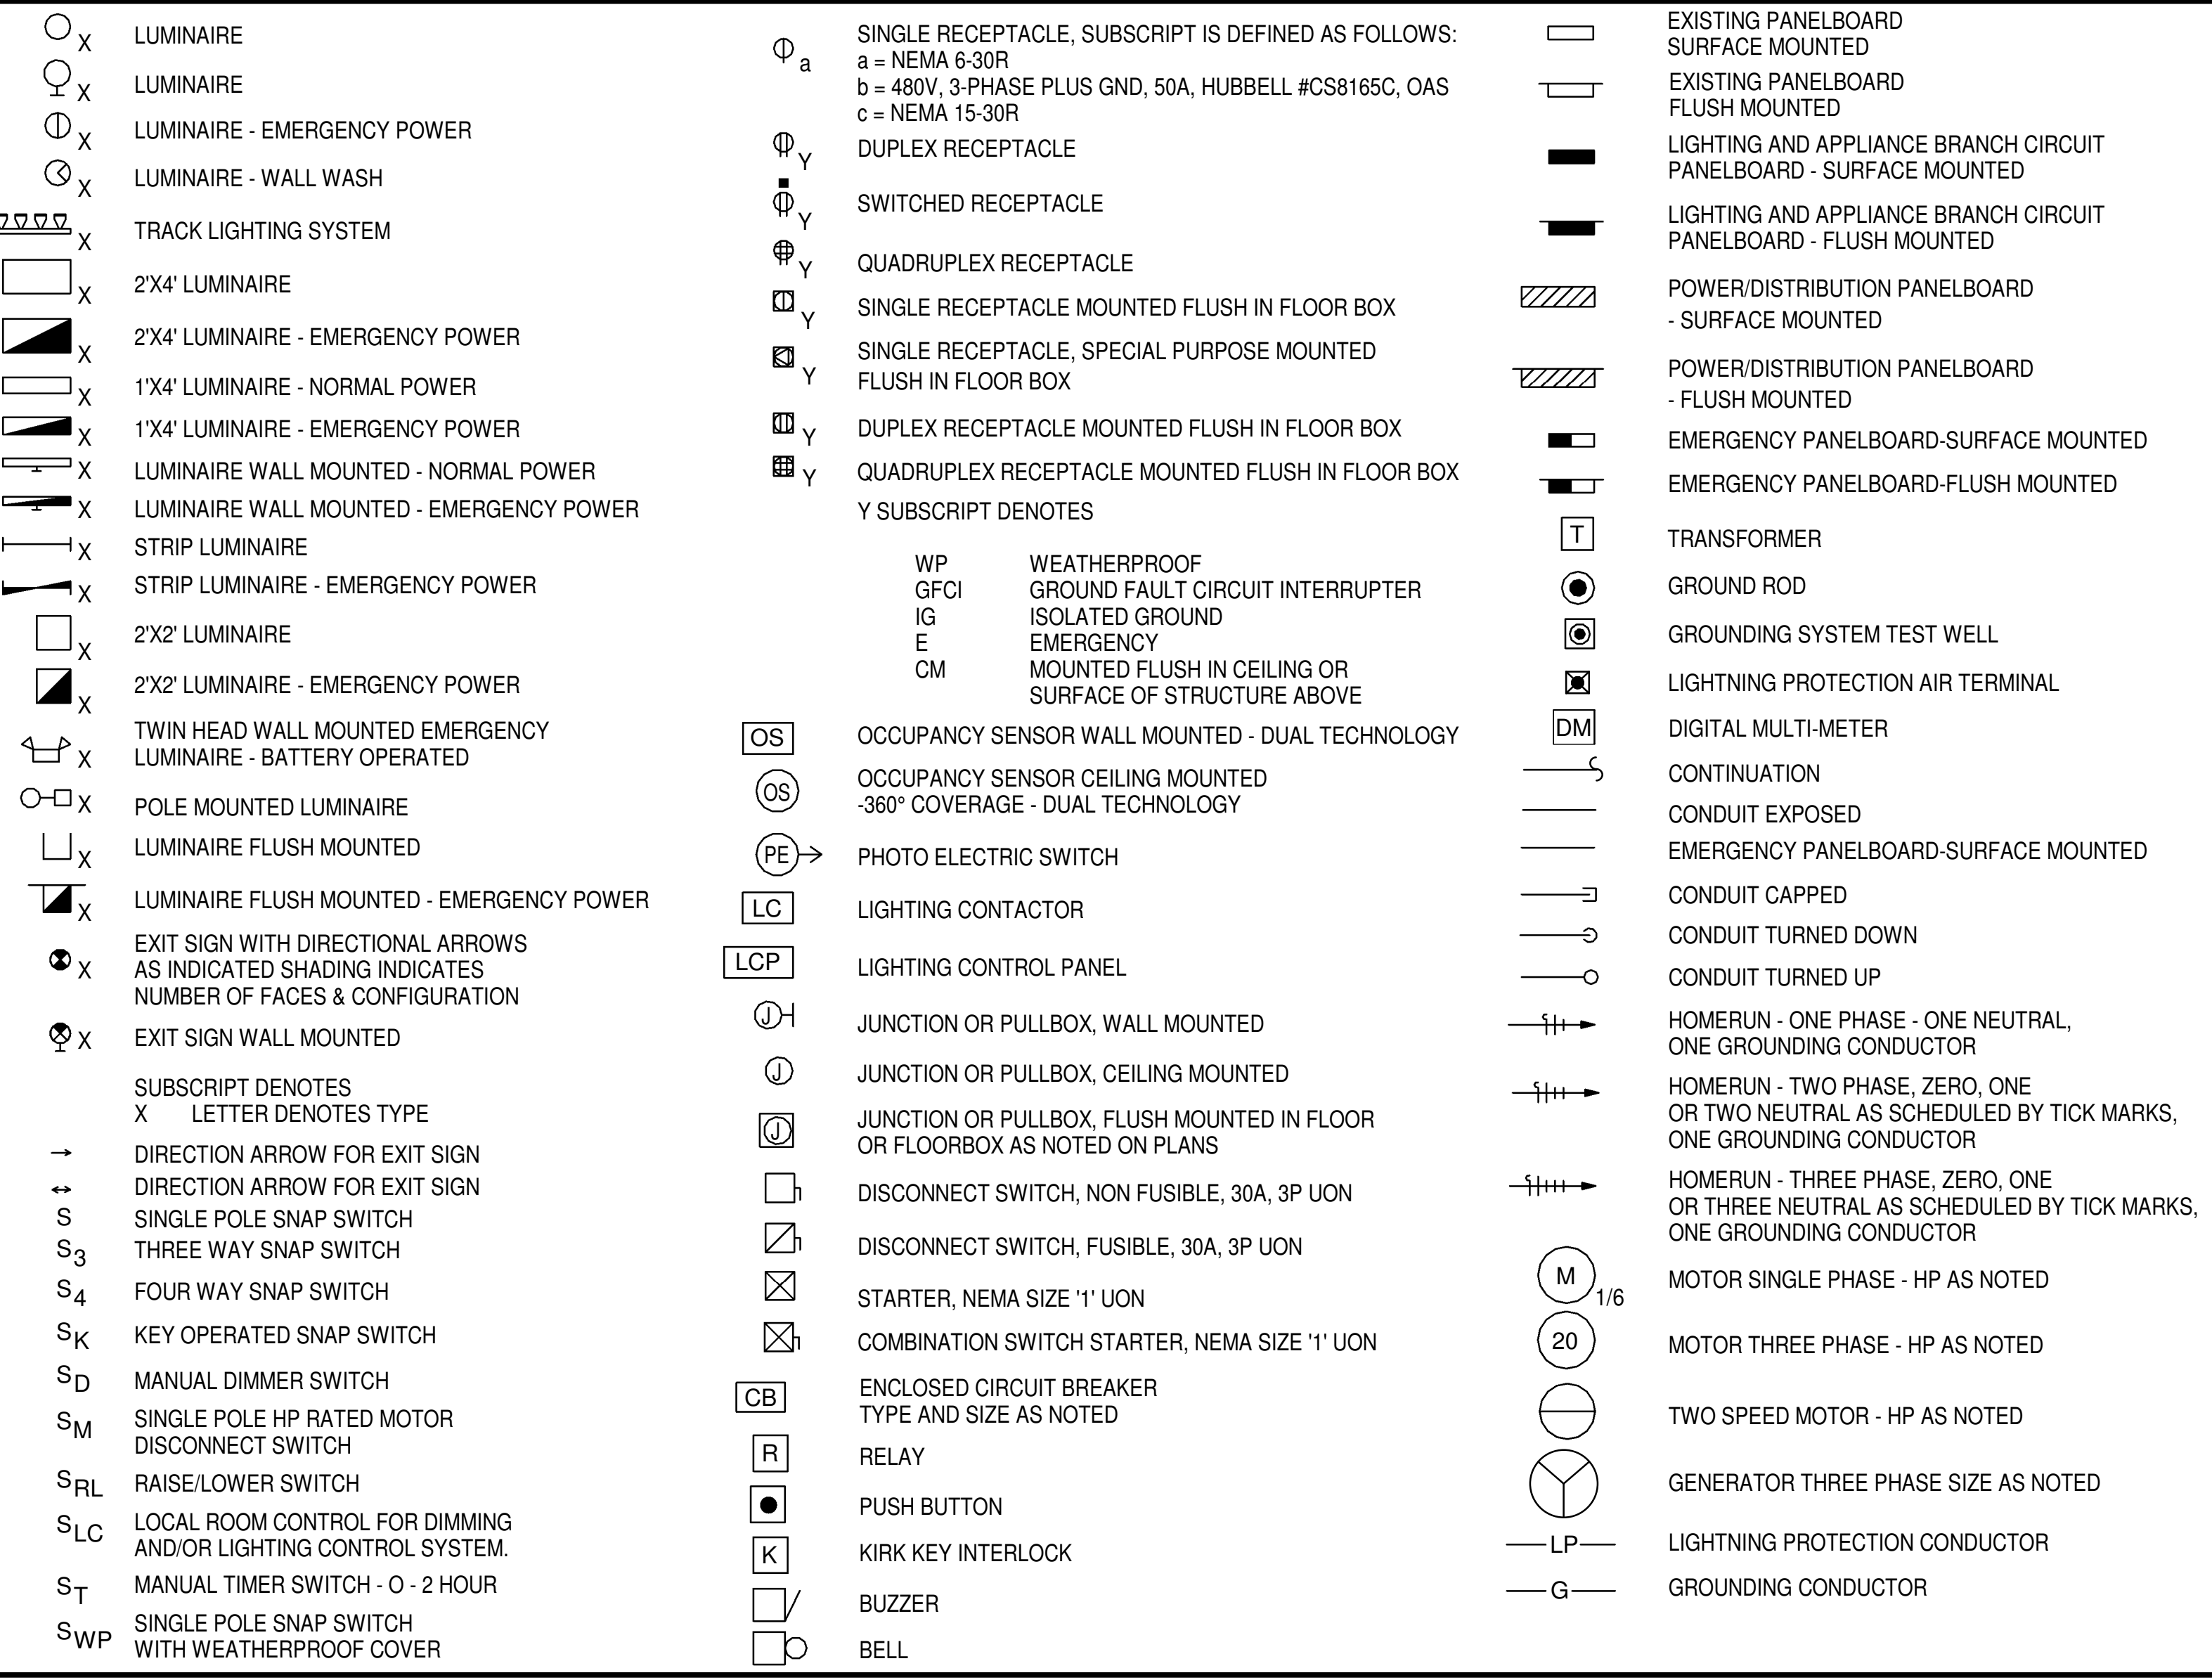 X LUMINAIRE
X LUMINAIRE
X LUMINAIRE - EMERGENCY POWER
X LUMINAIRE - WALL WASH
X TRACK LIGHTING SYSTEM
X 2'X4' LUMINAIRE
X 2'X4' LUMINAIRE - EMERGENCY POWER
X 1'X4' LUMINAIRE - NORMAL POWER
X 1'X4' LUMINAIRE - EMERGENCY POWER
X LUMINAIRE WALL MOUNTED - NORMAL POWER
X LUMINAIRE WALL MOUNTED - EMERGENCY POWER
X STRIP LUMINAIRE
X STRIP LUMINAIRE - EMERGENCY POWER
X 2'X2' LUMINAIRE
X 2'X2' LUMINAIRE - EMERGENCY POWER
TWIN HEAD WALL MOUNTED EMERGENCY
X LUMINAIRE - BATTERY OPERATED
X POLE MOUNTED LUMINAIRE
X LUMINAIRE FLUSH MOUNTED
X LUMINAIRE FLUSH MOUNTED - EMERGENCY POWER
EXIT SIGN WITH DIRECTIONAL ARROWS
X AS INDICATED SHADING INDICATES
NUMBER OF FACES & CONFIGURATION
X EXIT SIGN WALL MOUNTED
SUBSCRIPT DENOTES
X LETTER DENOTES TYPE
→ DIRECTION ARROW FOR EXIT SIGN
↔ DIRECTION ARROW FOR EXIT SIGN
S SINGLE POLE SNAP SWITCH
S3 THREE WAY SNAP SWITCH
S4 FOUR WAY SNAP SWITCH
SK KEY OPERATED SNAP SWITCH
SD MANUAL DIMMER SWITCH
SM SINGLE POLE HP RATED MOTOR
DISCONNECT SWITCH
SRL RAISE/LOWER SWITCH
SLC LOCAL ROOM CONTROL FOR DIMMING
AND/OR LIGHTING CONTROL SYSTEM.
ST MANUAL TIMER SWITCH - O - 2 HOUR
SWP SINGLE POLE SNAP SWITCH
WITH WEATHERPROOF COVER
SINGLE RECEPTACLE, SUBSCRIPT IS DEFINED AS FOLLOWS:
a a = NEMA 6-30R
b = 480V, 3-PHASE PLUS GND, 50A, HUBBELL #CS8165C, OAS
c = NEMA 15-30R
Y DUPLEX RECEPTACLE
Y SWITCHED RECEPTACLE
Y QUADRUPLEX RECEPTACLE
Y SINGLE RECEPTACLE MOUNTED FLUSH IN FLOOR BOX
SINGLE RECEPTACLE, SPECIAL PURPOSE MOUNTED
Y FLUSH IN FLOOR BOX
Y DUPLEX RECEPTACLE MOUNTED FLUSH IN FLOOR BOX
Y QUADRUPLEX RECEPTACLE MOUNTED FLUSH IN FLOOR BOX
Y SUBSCRIPT DENOTES
WP WEATHERPROOF
GFCI GROUND FAULT CIRCUIT INTERRUPTER
IG ISOLATED GROUND
E EMERGENCY
CM MOUNTED FLUSH IN CEILING OR
SURFACE OF STRUCTURE ABOVE
OS OCCUPANCY SENSOR WALL MOUNTED - DUAL TECHNOLOGY
OS OCCUPANCY SENSOR CEILING MOUNTED
-360° COVERAGE - DUAL TECHNOLOGY
PE PHOTO ELECTRIC SWITCH
LC LIGHTING CONTACTOR
LCP LIGHTING CONTROL PANEL
J JUNCTION OR PULLBOX, WALL MOUNTED
J JUNCTION OR PULLBOX, CEILING MOUNTED
J JUNCTION OR PULLBOX, FLUSH MOUNTED IN FLOOR
OR FLOORBOX AS NOTED ON PLANS
DISCONNECT SWITCH, NON FUSIBLE, 30A, 3P UON
DISCONNECT SWITCH, FUSIBLE, 30A, 3P UON
STARTER, NEMA SIZE '1' UON
COMBINATION SWITCH STARTER, NEMA SIZE '1' UON
CB ENCLOSED CIRCUIT BREAKER
TYPE AND SIZE AS NOTED
R RELAY
PUSH BUTTON
K KIRK KEY INTERLOCK
BUZZER
BELL
EXISTING PANELBOARD
SURFACE MOUNTED
EXISTING PANELBOARD
FLUSH MOUNTED
LIGHTING AND APPLIANCE BRANCH CIRCUIT
PANELBOARD - SURFACE MOUNTED
LIGHTING AND APPLIANCE BRANCH CIRCUIT
PANELBOARD - FLUSH MOUNTED
POWER/DISTRIBUTION PANELBOARD
- SURFACE MOUNTED
POWER/DISTRIBUTION PANELBOARD
- FLUSH MOUNTED
EMERGENCY PANELBOARD-SURFACE MOUNTED
EMERGENCY PANELBOARD-FLUSH MOUNTED
T TRANSFORMER
GROUND ROD
GROUNDING SYSTEM TEST WELL
LIGHTNING PROTECTION AIR TERMINAL
DM DIGITAL MULTI-METER
CONTINUATION
CONDUIT EXPOSED
EMERGENCY PANELBOARD-SURFACE MOUNTED
CONDUIT CAPPED
CONDUIT TURNED DOWN
CONDUIT TURNED UP
HOMERUN - ONE PHASE - ONE NEUTRAL,
ONE GROUNDING CONDUCTOR
HOMERUN - TWO PHASE, ZERO, ONE
OR TWO NEUTRAL AS SCHEDULED BY TICK MARKS,
ONE GROUNDING CONDUCTOR
HOMERUN - THREE PHASE, ZERO, ONE
OR THREE NEUTRAL AS SCHEDULED BY TICK MARKS,
ONE GROUNDING CONDUCTOR
M 1/6 MOTOR SINGLE PHASE - HP AS NOTED
20 MOTOR THREE PHASE - HP AS NOTED
TWO SPEED MOTOR - HP AS NOTED
GENERATOR THREE PHASE SIZE AS NOTED
LP LIGHTNING PROTECTION CONDUCTOR
G GROUNDING CONDUCTOR